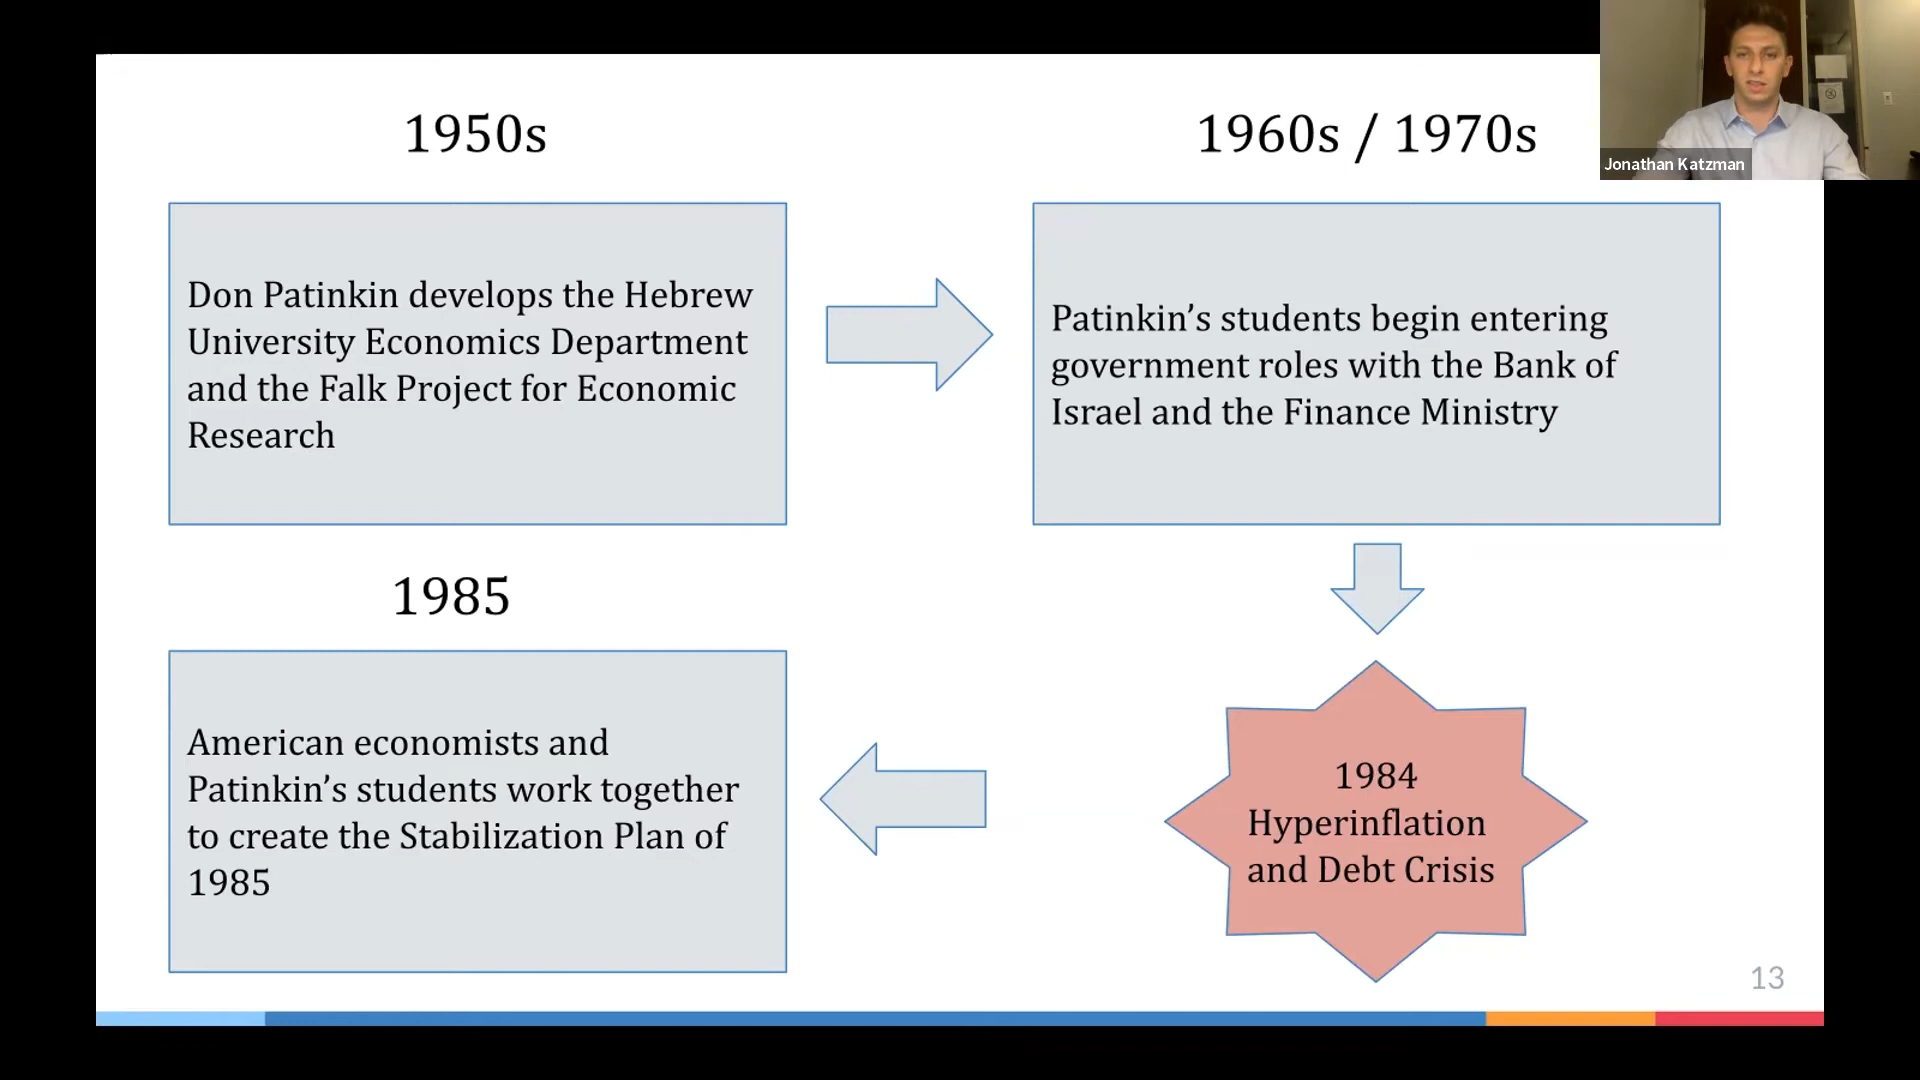 1950s
1960s / 1970s
Jonathan Katzman
Don Patinkin develops the Hebrew
University Economics Department
and the Falk Project for Economic
Research
Patinkin’s students begin entering
government roles with the Bank of
Israel and the Finance Ministry
1985
American economists and
Patinkin’s students work together
to create the Stabilization Plan of
1985
1984
Hyperinflation
and Debt Crisis
13